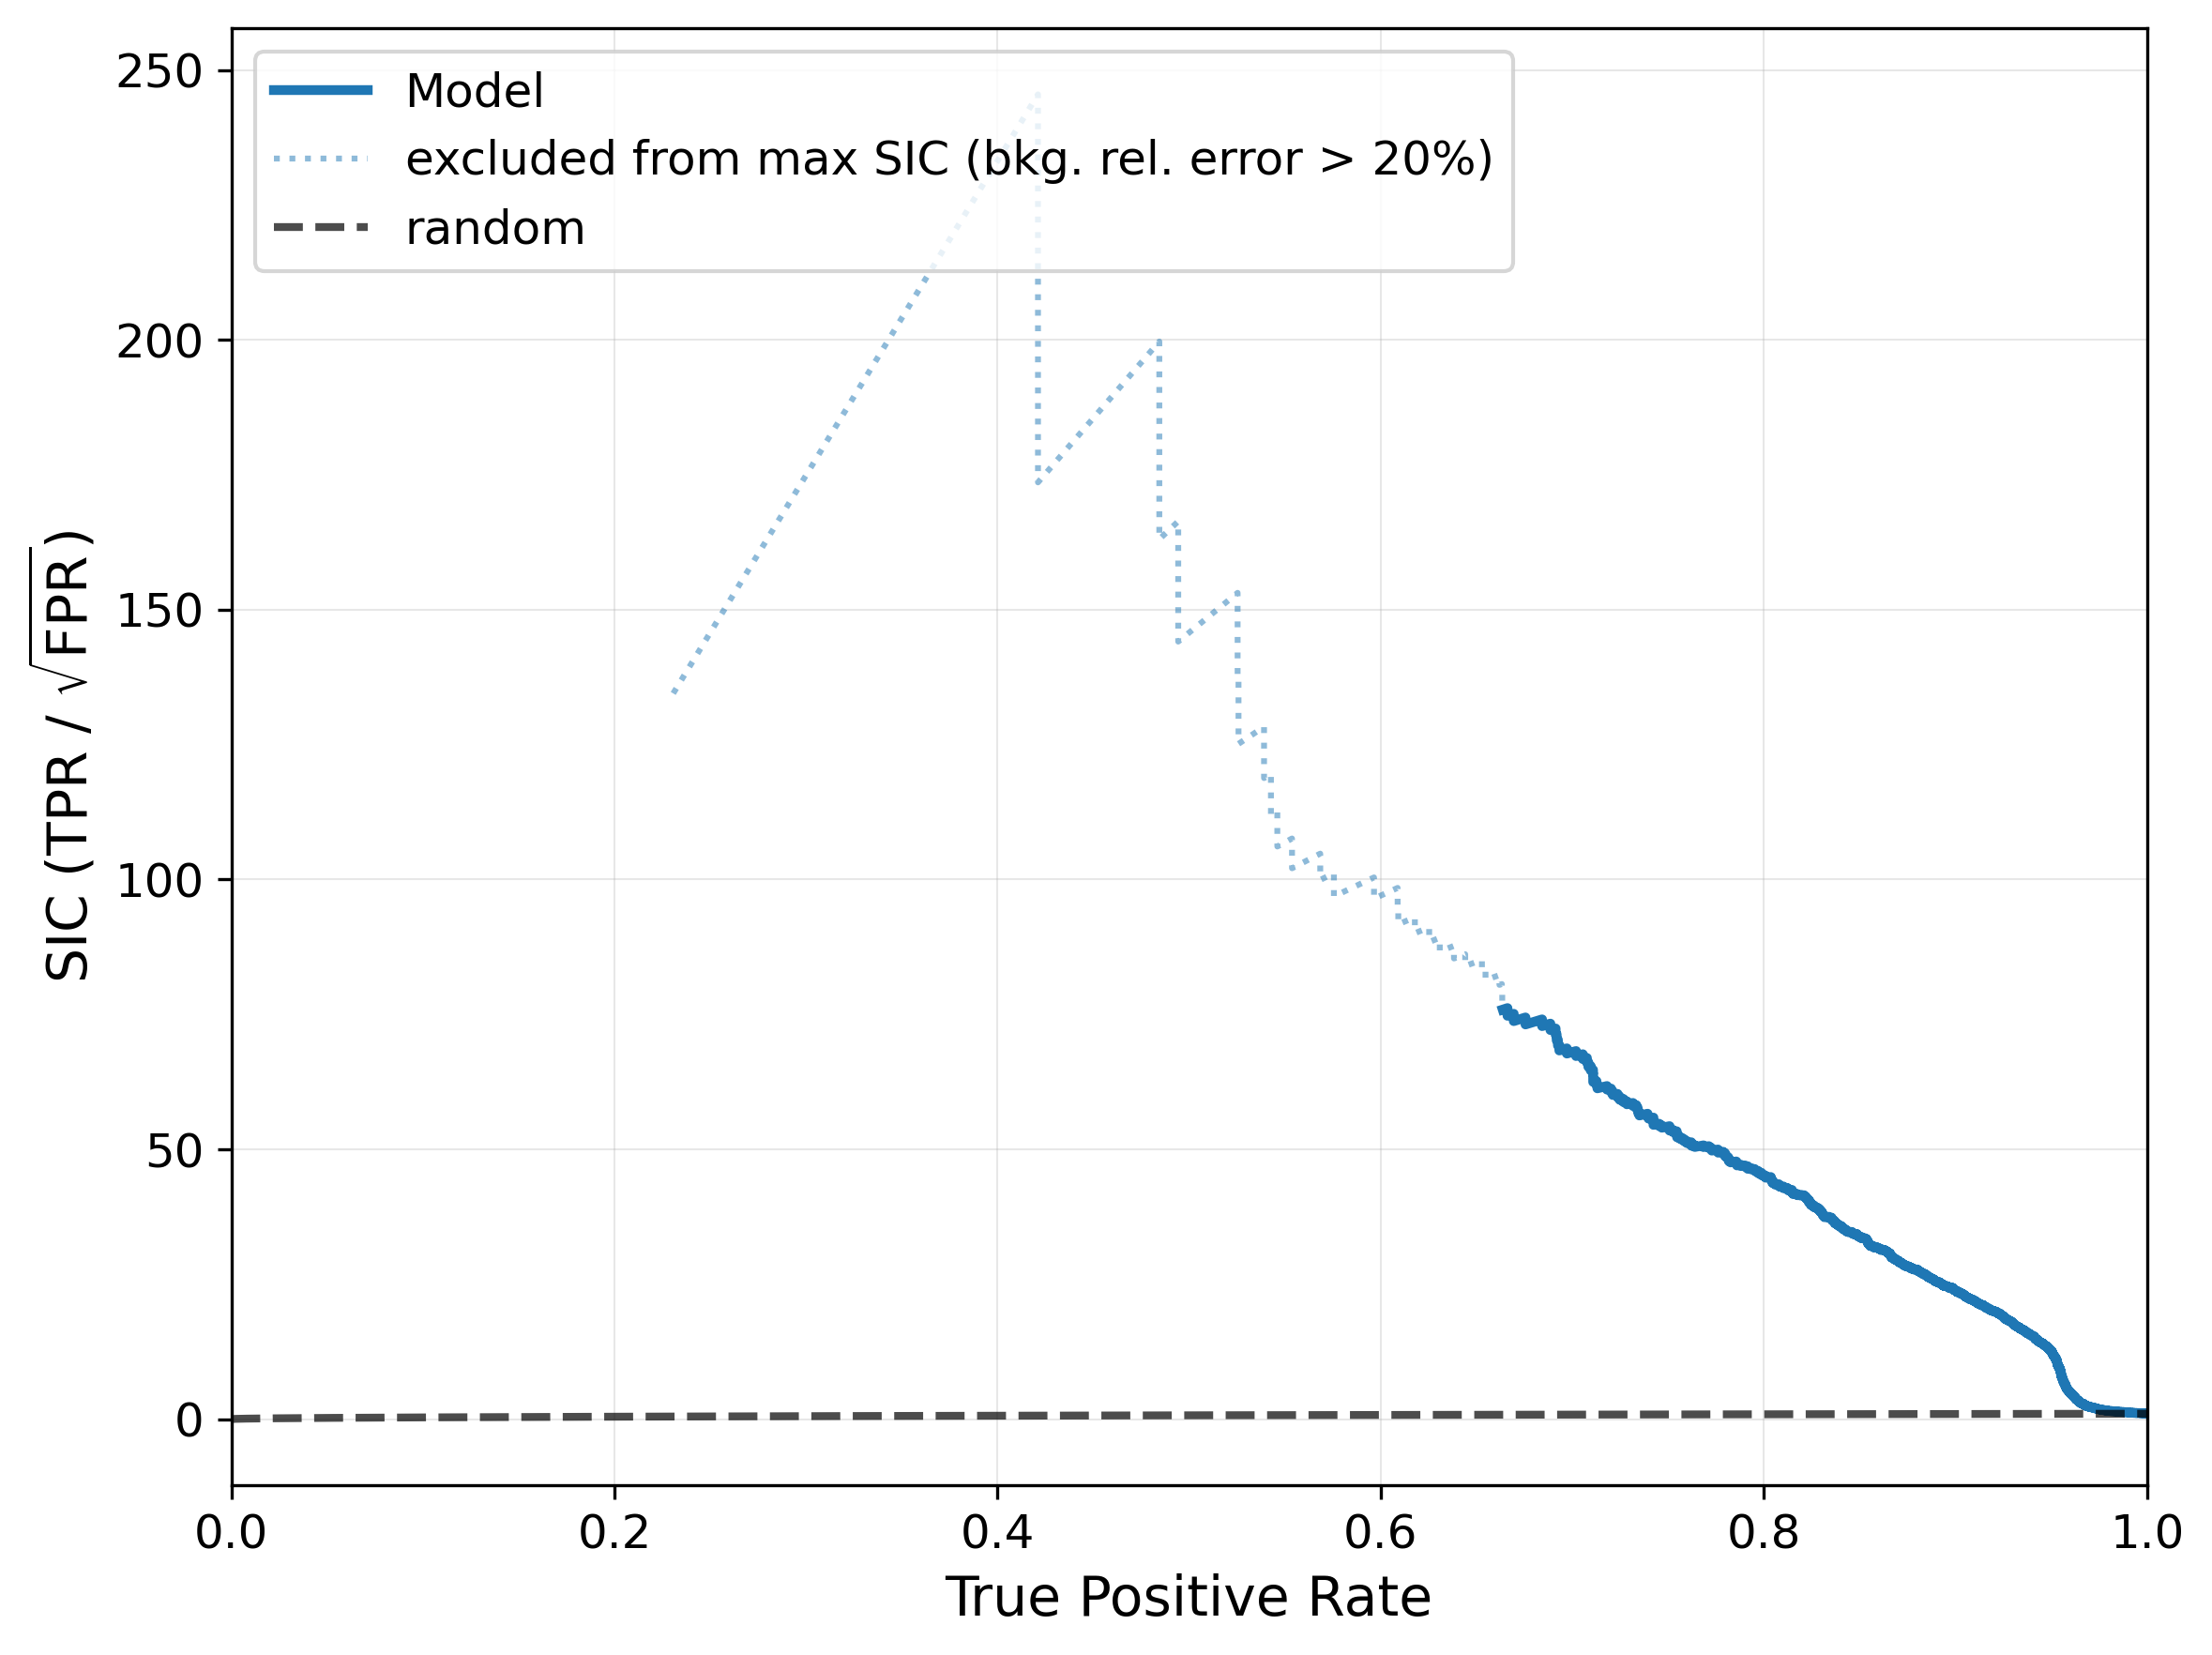 Model
excluded from max SIC (bkg. rel. error > 20%)
random
SIC (TPR / √FPR)
250
200
150
100
50
0
0.0 0.2 0.4 0.6 0.8 1.0
True Positive Rate